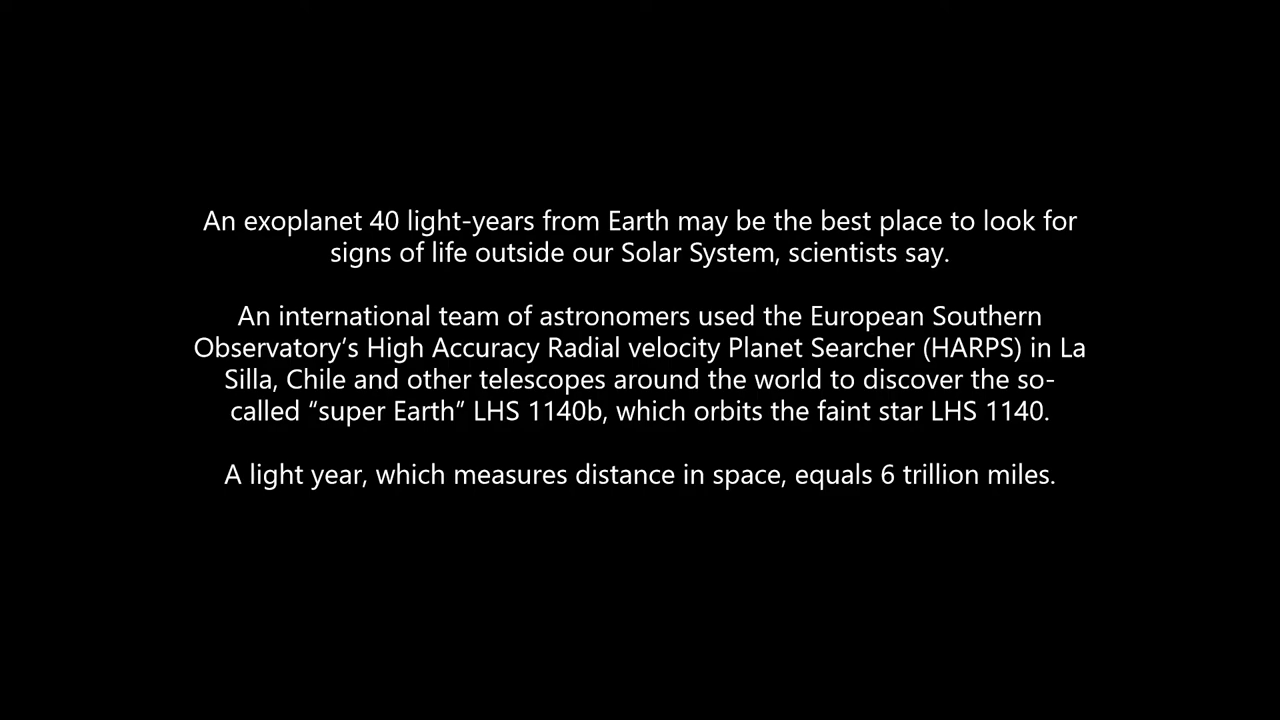 An exoplanet 40 light-years from Earth may be the best place to look for
signs of life outside our Solar System, scientists say.
An international team of astronomers used the European Southern
Observatory’s High Accuracy Radial velocity Planet Searcher (HARPS) in La
Silla, Chile and other telescopes around the world to discover the so-
called “super Earth” LHS 1140b, which orbits the faint star LHS 1140.
A light year, which measures distance in space, equals 6 trillion miles.